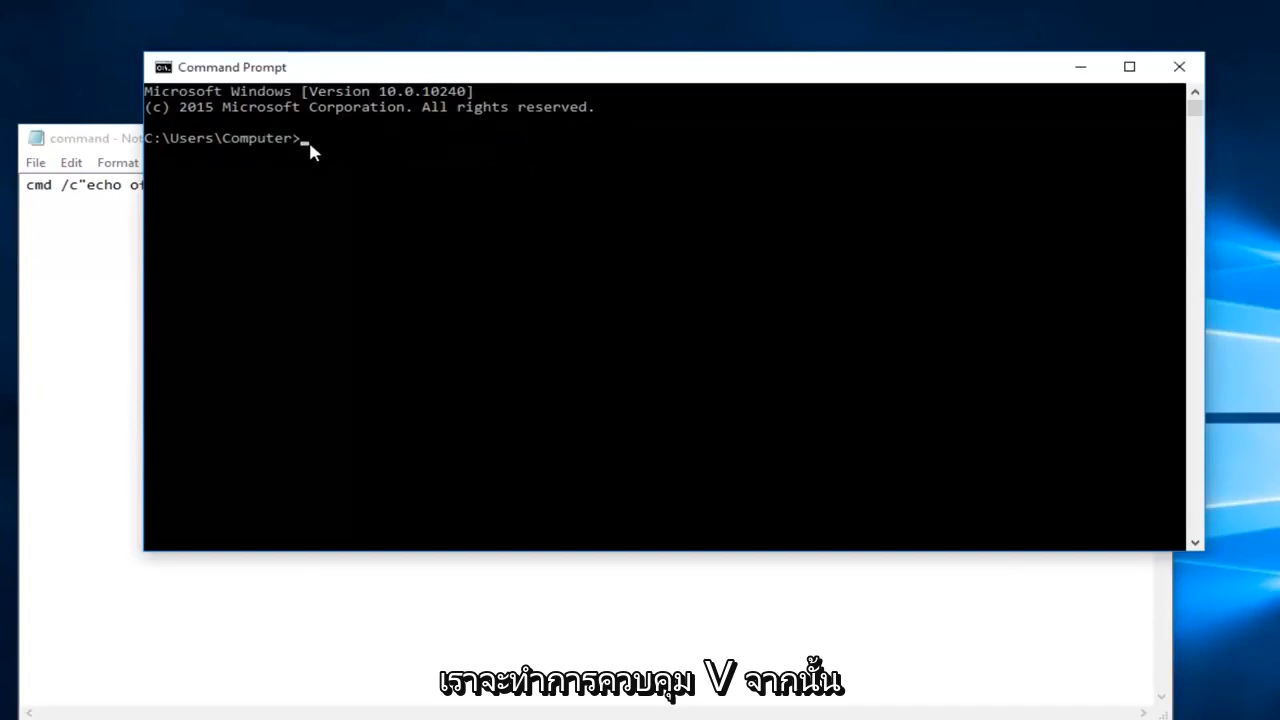 Command Prompt
Microsoft Windows [Version 10.0.10240]
(c) 2015 Microsoft Corporation. All rights reserved.
C:\Users\Computer>
command - Not
File Edit Format
cmd /c"echo of
เราจะทำการควบคุม V จากนั้น